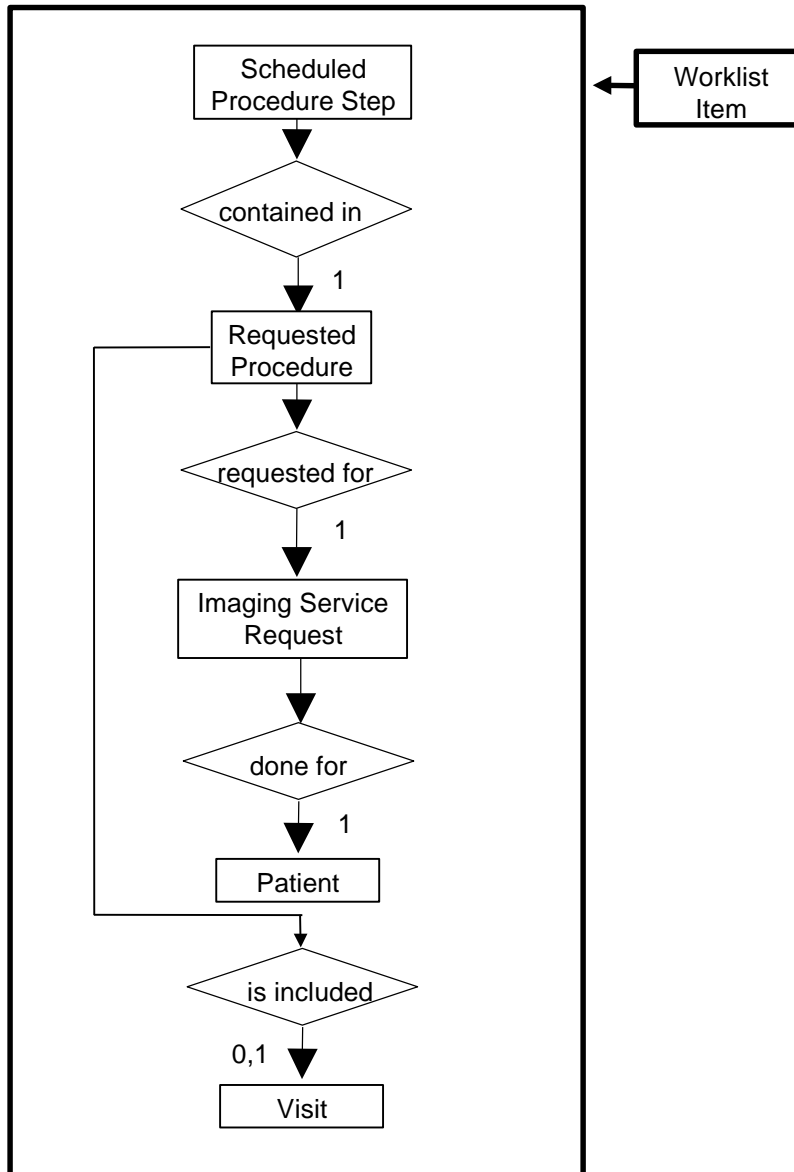 Scheduled
Procedure Step
Worklist
Item
contained in
1
Requested
Procedure
requested for
1
Imaging Service
Request
done for
1
Patient
is included
0,1
Visit